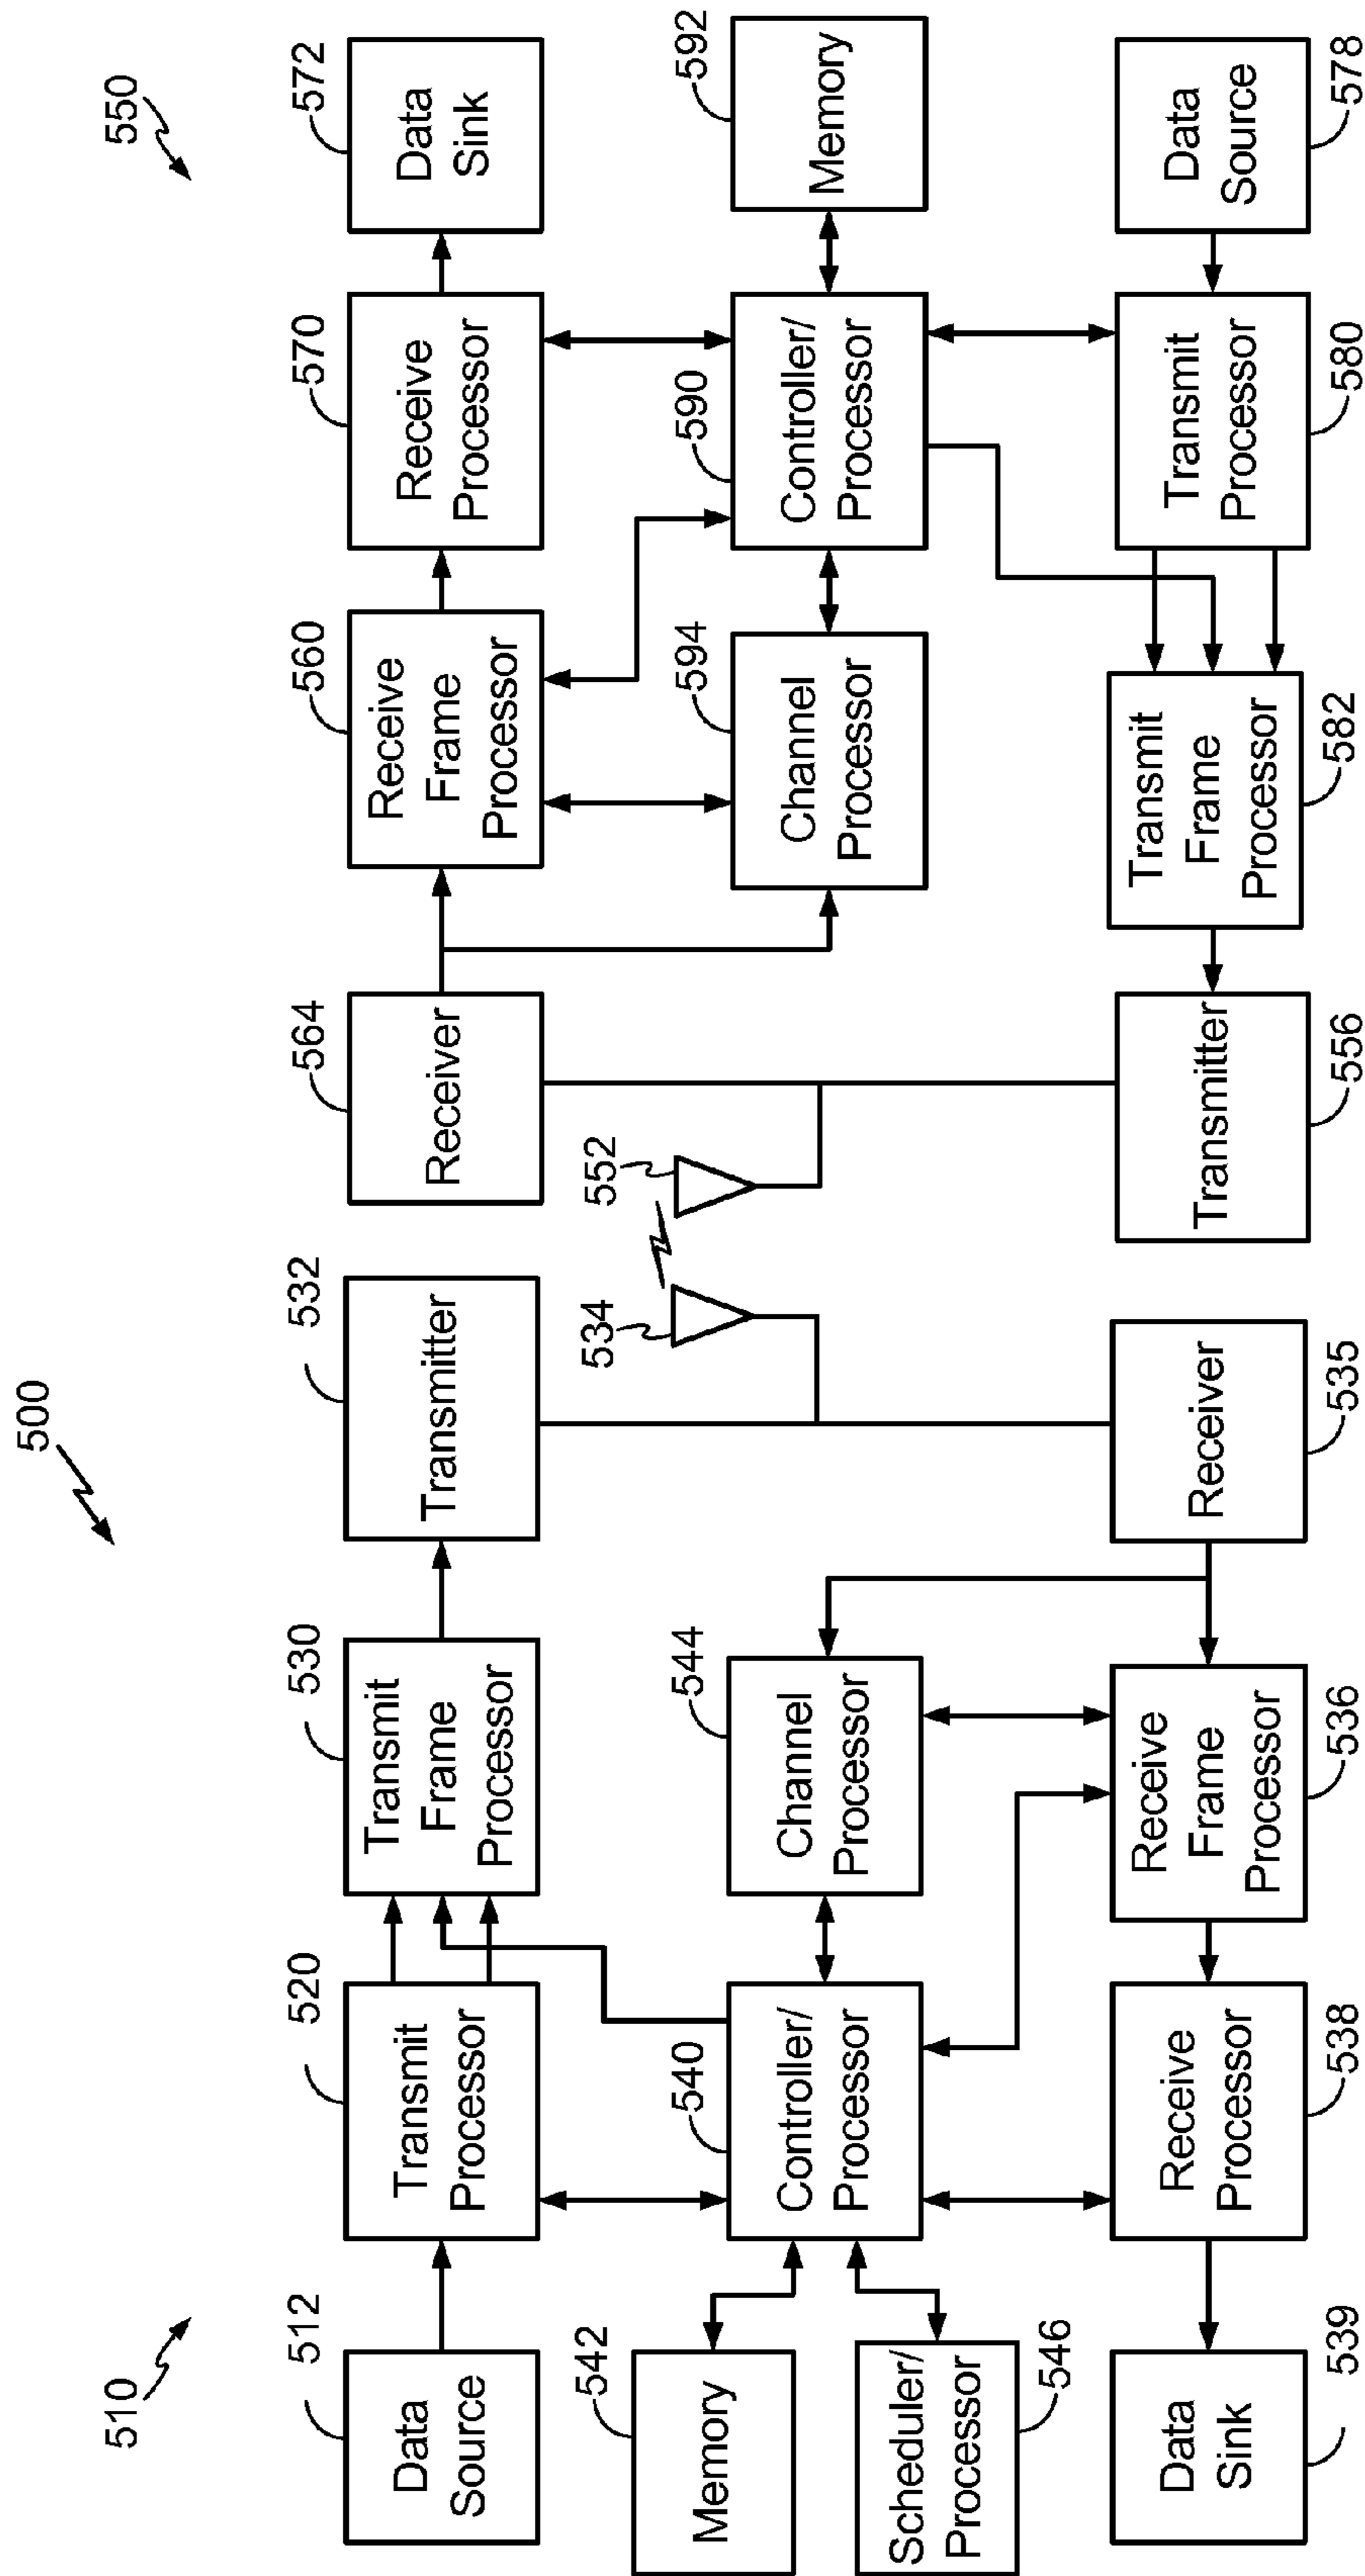 500
510
550
512
Data
Source
520
Transmit
Processor
530
Transmit
Frame
Processor
532
Transmitter
564
Receiver
560
Receive
Frame
Processor
570
Receive
Processor
572
Data
Sink
542
Memory
540
Controller/
Processor
544
Channel
Processor
534
552
594
Channel
Processor
590
Controller/
Processor
592
Memory
Scheduler/
Processor
546
Data
Sink
539
Receive
Processor
538
Receive
Frame
Processor
536
Receiver
535
Transmitter
556
Transmit
Frame
Processor
582
Transmit
Processor
580
Data
Source
578